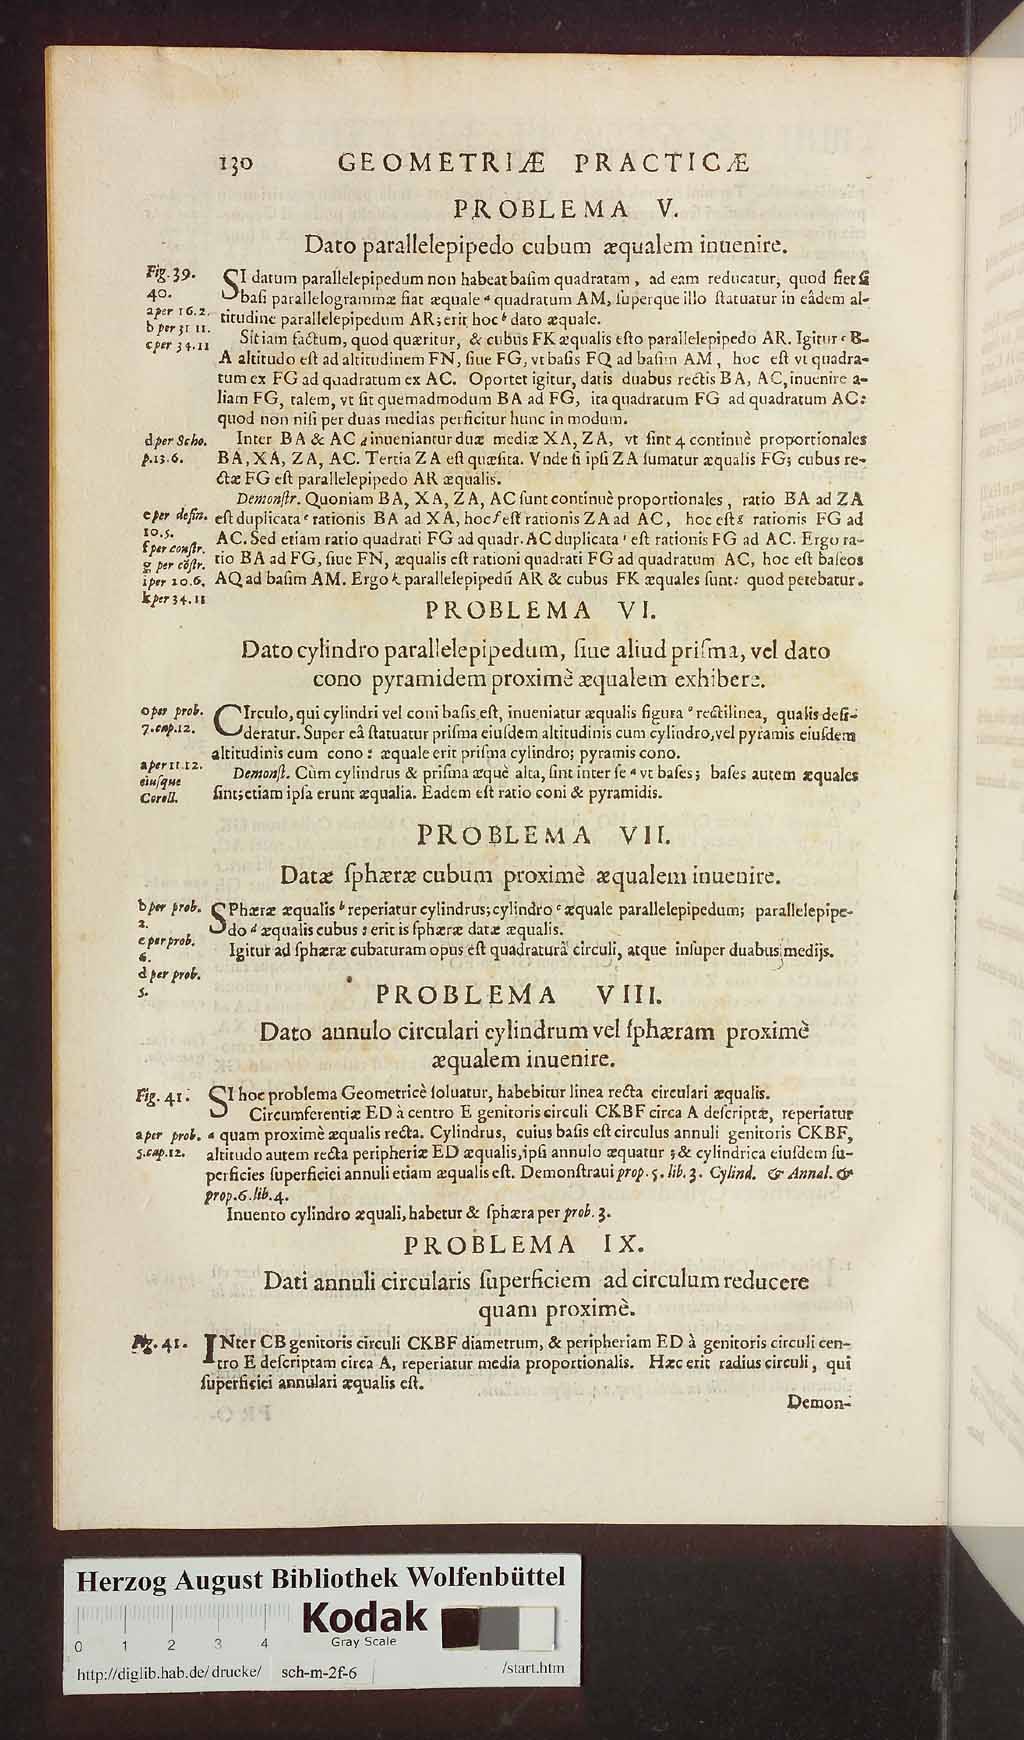 130 GEOMETRIÆ PRACTICÆ
PROBLEMA V.
Dato parallelepipedo cubum æqualem inuenire.
Fig. 39.
40.
a per 16.2.
b per 31 11.
c per 34.11
SI datum parallelepipedum non habeat baſim quadratam, ad eam reducatur, quod fiet ſi
baſi parallelogrammæ fiat æquale ᵃ quadratum AM, ſuperque illo ſtatuatur in eâdem al-
titudine parallelepipedum AR; erit hoc ᵇ dato æquale.
Sit iam factum, quod quæritur, & cubus FK æqualis eſto parallelepipedo AR. Igitur ᶜ B-
A altitudo eſt ad altitudinem FN, ſiue FG, vt baſis FQ ad baſim AM, hoc eſt vt quadra-
tum ex FG ad quadratum ex AC. Oportet igitur, datis duabus rectis BA, AC, inuenire a-
liam FG, talem, vt ſit quemadmodum BA ad FG, ita quadratum FG ad quadratum AC:
quod non niſi per duas medias perficitur hunc in modum.
d per Scho.
p.13.6.
Inter BA & AC ᵈ inueniantur duæ mediæ XA, ZA, vt ſint 4 continuè proportionales
BA, XA, ZA, AC. Tertia ZA eſt quæſita. Vnde ſi ipſi ZA ſumatur æqualis FG; cubus re-
ctæ FG eſt parallelepipedo AR æqualis.
Demonſtr. Quoniam BA, XA, ZA, AC ſunt continuè proportionales, ratio BA ad ZA
e per defin.
10.5.
f per conſtr.
g per cõſtr.
i per 20.6.
k per 34.11
eſt duplicata ᵉ rationis BA ad XA, hoc ᶠ eſt rationis ZA ad AC, hoc eſt ᵍ rationis FG ad
AC. Sed etiam ratio quadrati FG ad quadr. AC duplicata ⁱ eſt rationis FG ad AC. Ergo ra-
tio BA ad FG, ſiue FN, æqualis eſt rationi quadrati FG ad quadratum AC, hoc eſt baſeos
AQ ad baſim AM. Ergo ᵏ parallelepipedũ AR & cubus FK æquales ſunt: quod petebatur.
PROBLEMA VI.
Dato cylindro parallelepipedum, ſiue aliud priſma, vel dato
cono pyramidem proximè æqualem exhibere.
o per prob.
7.cap.12.
CIrculo, qui cylindri vel coni baſis eſt, inueniatur æqualis figura ᵒ rectilinea, qualis deſi-
deratur. Super eâ ſtatuatur priſma eiuſdem altitudinis cum cylindro, vel pyramis eiuſdem
altitudinis cum cono: æquale erit priſma cylindro; pyramis cono.
a per 11.12.
eiuſque
Coroll.
Demonſt. Cùm cylindrus & priſma æquè alta, ſint inter ſe ᵃ vt baſes; baſes autem æquales
ſint; etiam ipſa erunt æqualia. Eadem eſt ratio coni & pyramidis.
PROBLEMA VII.
Datæ ſphæræ cubum proximè æqualem inuenire.
b per prob.
2.
c per prob.
6.
d per prob.
5.
SPhæræ æqualis ᵇ reperiatur cylindrus; cylindro ᶜ æquale parallelepipedum; parallelepipe-
do ᵈ æqualis cubus: erit is ſphæræ datæ æqualis.
Igitur ad ſphæræ cubaturam opus eſt quadraturâ circuli, atque inſuper duabus medijs.
PROBLEMA VIII.
Dato annulo circulari cylindrum vel ſphæram proximè
æqualem inuenire.
Fig. 41.
SI hoc problema Geometricè ſoluatur, habebitur linea recta circulari æqualis.
Circumferentiæ ED à centro E genitoris circuli CKBF circa A deſcriptæ, reperiatur
a per prob.
5.cap.12.
ᵃ quam proximè æqualis recta. Cylindrus, cuius baſis eſt circulus annuli genitoris CKBF,
altitudo autem recta peripheriæ ED æqualis, ipſi annulo æquatur; & cylindrica eiuſdem ſu-
perficies ſuperficiei annuli etiam æqualis eſt. Demonſtraui prop. 5. lib. 3. Cylind. & Annal. &
prop. 6. lib. 4.
Inuento cylindro æquali, habetur & ſphæra per prob. 3.
PROBLEMA IX.
Dati annuli circularis ſuperficiem ad circulum reducere
quam proximè.
Fig. 41.
INter CB genitoris circuli CKBF diametrum, & peripheriam ED à genitoris circuli cen-
tro E deſcriptam circa A, reperiatur media proportionalis. Hæc erit radius circuli, qui
ſuperficiei annulari æqualis eſt.
Demon-
Herzog August Bibliothek Wolfenbüttel
Kodak
Gray Scale
0 1 2 3 4
http://diglib.hab.de/drucke/ sch-m-2f-6 /start.htm